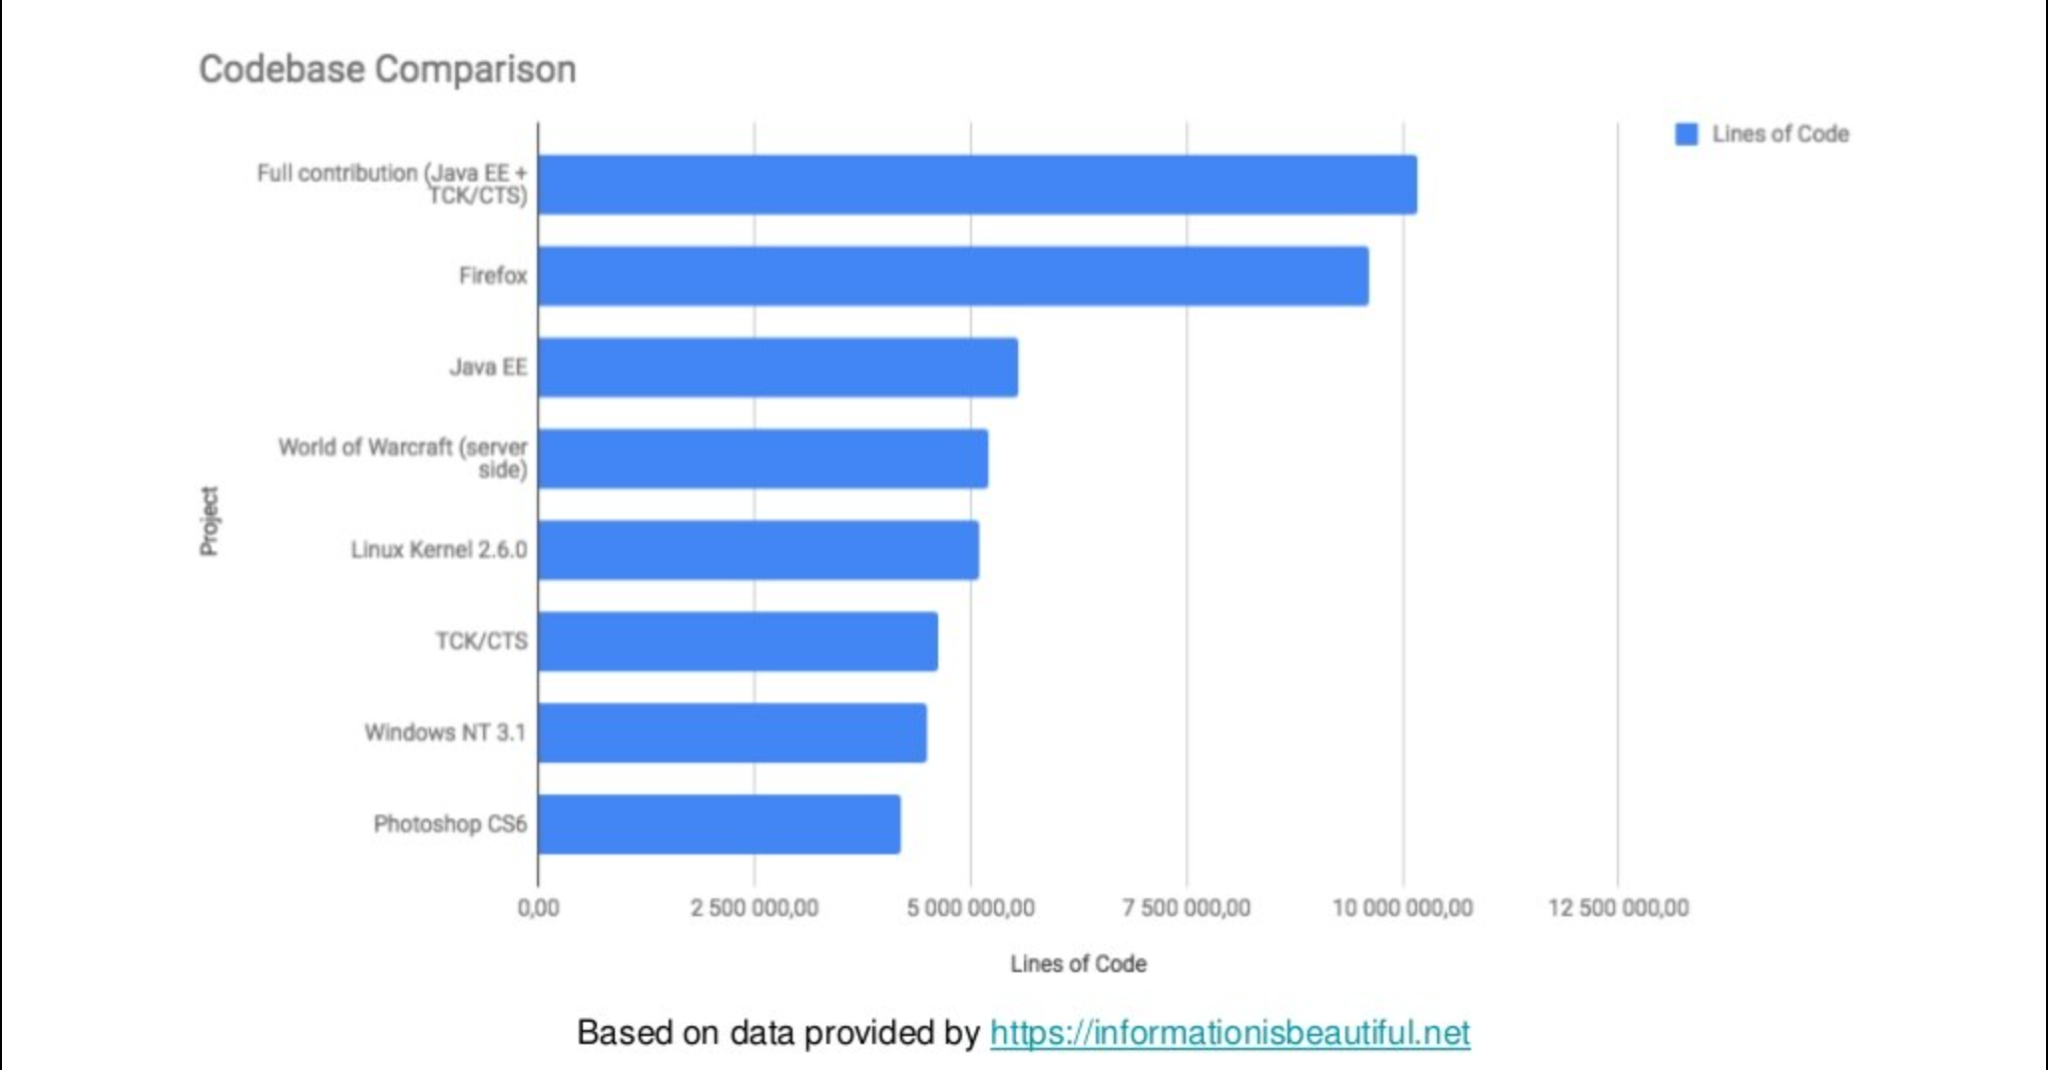 Codebase Comparison
Lines of Code
Full contribution (Java EE +
TCK/CTS)
Firefox
Java EE
World of Warcraft (server
side)
Linux Kernel 2.6.0
TCK/CTS
Windows NT 3.1
Photoshop CS6
Project
0,00
2 500 000,00
5 000 000,00
7 500 000,00
10 000 000,00
12 500 000,00
Lines of Code
Based on data provided by https://informationisbeautiful.net